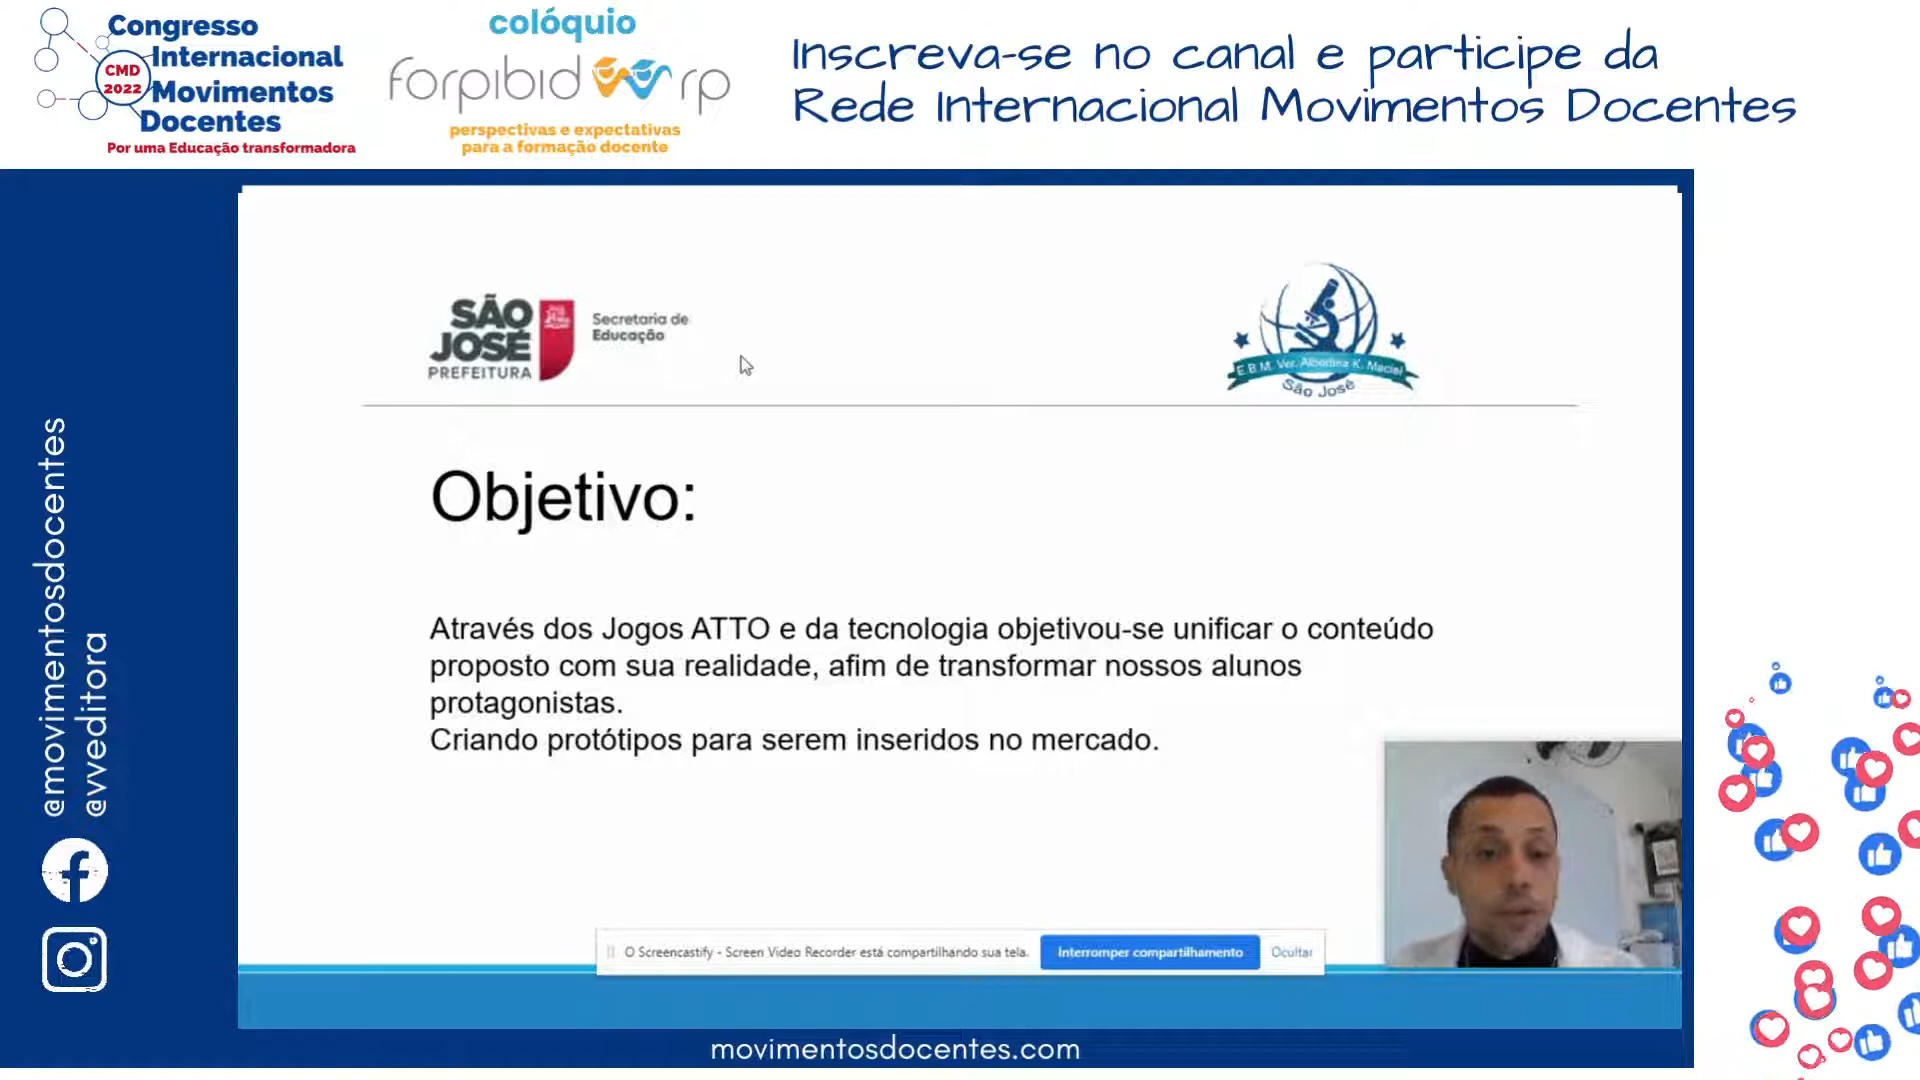 Congresso
Internacional
CMD
2022
Movimentos
Docentes
Por uma Educação transformadora
colóquio
forpibid rp
perspectivas e expectativas
para a formação docente
Inscreva-se no canal e participe da
Rede Internacional Movimentos Docentes
SÃO
JOSÉ
PREFEITURA
Secretaria de
Educação
E.B.M. Ver. Albertina K. Maciel
São José
Objetivo:
Através dos Jogos ATTO e da tecnologia objetivou-se unificar o conteúdo
proposto com sua realidade, afim de transformar nossos alunos
protagonistas.
Criando protótipos para serem inseridos no mercado.
O Screencastify - Screen Video Recorder está compartilhando sua tela.
Interromper compartilhamento
Ocultar
@movimentosdocentes
@vveditora
movimentosdocentes.com